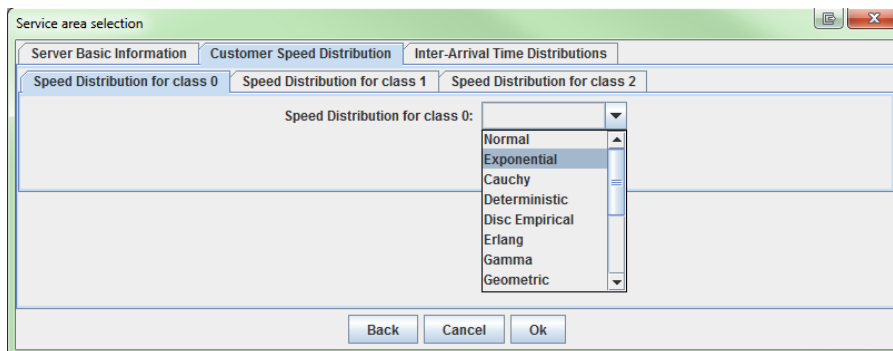 Service area selection
Server Basic Information Customer Speed Distribution Inter-Arrival Time Distributions
Speed Distribution for class 0 Speed Distribution for class 1 Speed Distribution for class 2
Speed Distribution for class 0:
Normal
Exponential
Cauchy
Deterministic
Disc Empirical
Erlang
Gamma
Geometric
Back Cancel Ok